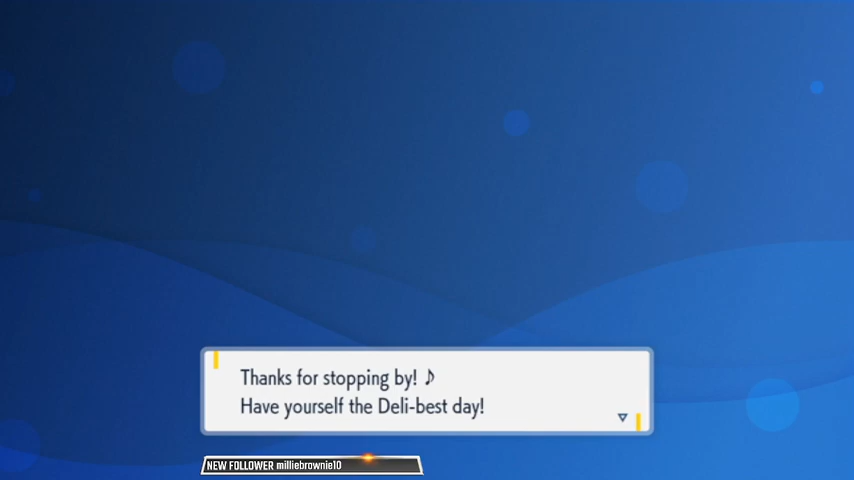 Thanks for stopping by! ♪
Have yourself the Deli-best day!
NEW FOLLOWER milliebrownie10